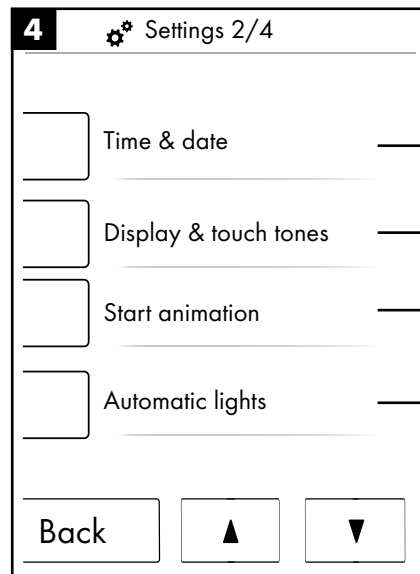 4
Settings 2/4
Time & date
Display & touch tones
Start animation
Automatic lights
Back